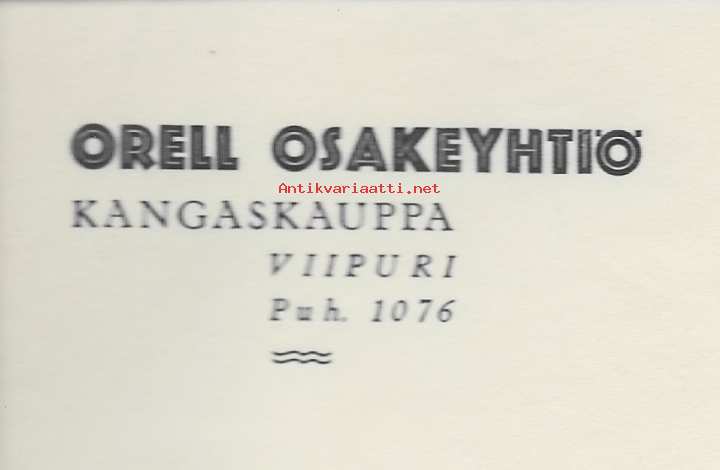 ORELL OSAKEYHTIÖ
Antikvariaatti.net
KANGASKAUPPA
VIIPURI
Puh. 1076